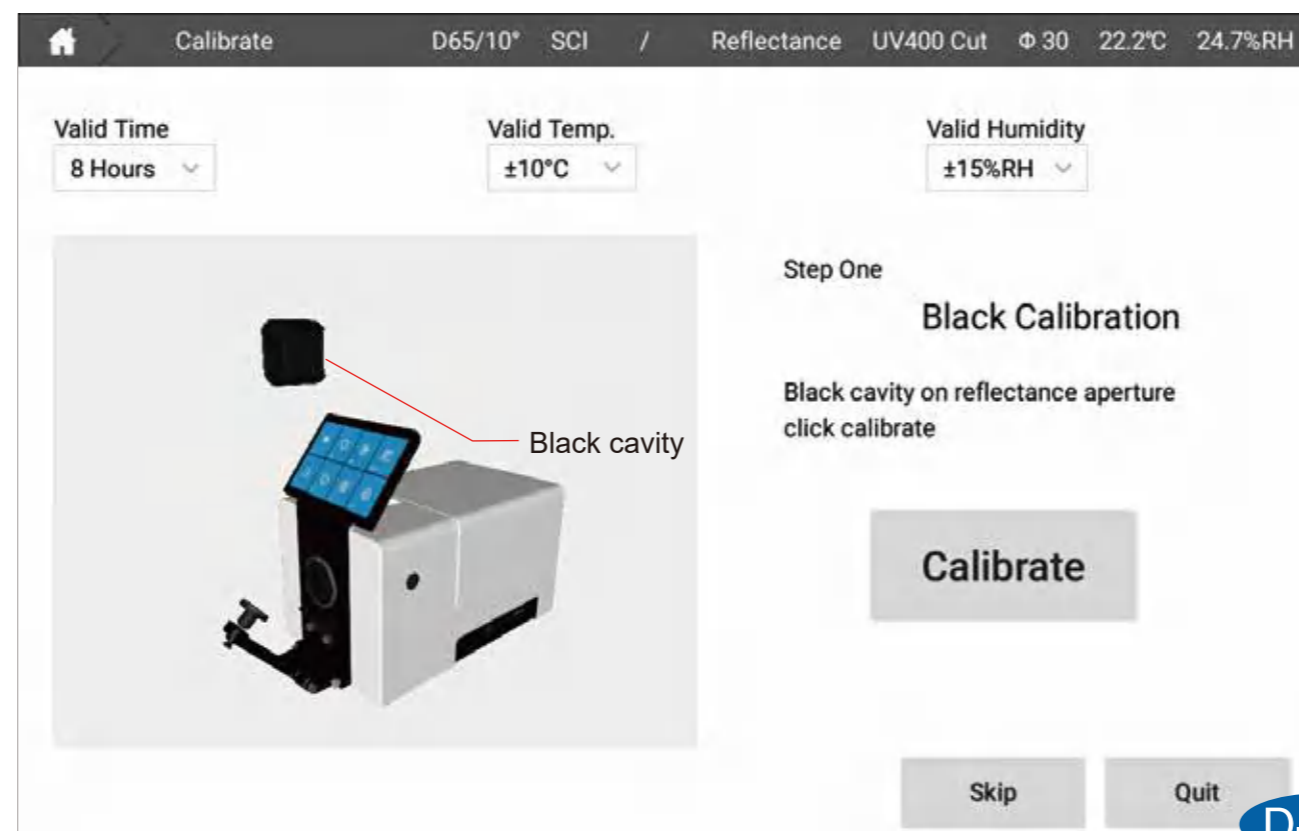 Calibrate D65/10° SCI / Reflectance UV400 Cut Φ 30 22.2℃ 24.7%RH
Valid Time Valid Temp. Valid Humidity
8 Hours ±10°C ±15%RH
Step One
Black Calibration
Black cavity on reflectance aperture
click calibrate
Black cavity
Calibrate
Skip Quit